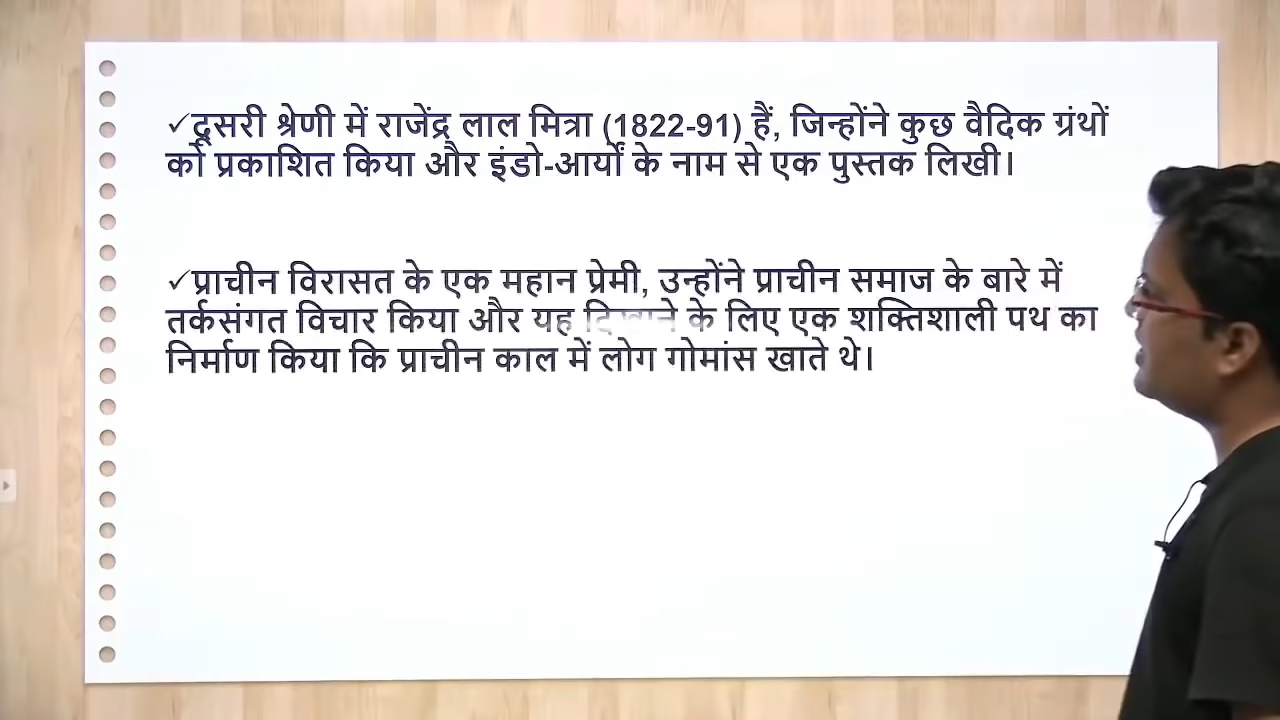 ✓दूसरी श्रेणी में राजेंद्र लाल मित्रा (1822-91) हैं, जिन्होंने कुछ वैदिक ग्रंथों
को प्रकाशित किया और इंडो-आर्यों के नाम से एक पुस्तक लिखी।
✓प्राचीन विरासत के एक महान प्रेमी, उन्होंने प्राचीन समाज के बारे में
तर्कसंगत विचार किया और यह दिखाने के लिए एक शक्तिशाली पथ का
निर्माण किया कि प्राचीन काल में लोग गोमांस खाते थे।